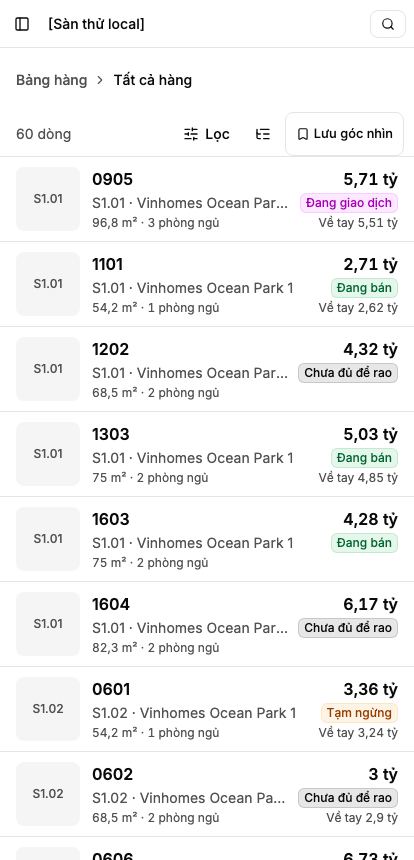 [Sàn thử local]
Bảng hàng > Tất cả hàng
60 dòng Lọc Lưu góc nhìn
S1.01 0905 5,71 tỷ
S1.01 · Vinhomes Ocean Par... Đang giao dịch
96,8 m² · 3 phòng ngủ Về tay 5,51 tỷ
S1.01 1101 2,71 tỷ
S1.01 · Vinhomes Ocean Park 1 Đang bán
54,2 m² · 1 phòng ngủ Về tay 2,62 tỷ
S1.01 1202 4,32 tỷ
S1.01 · Vinhomes Ocean Par... Chưa đủ để rao
68,5 m² · 2 phòng ngủ
S1.01 1303 5,03 tỷ
S1.01 · Vinhomes Ocean Park 1 Đang bán
75 m² · 2 phòng ngủ Về tay 4,85 tỷ
S1.01 1603 4,28 tỷ
S1.01 · Vinhomes Ocean Park 1 Đang bán
75 m² · 2 phòng ngủ
S1.01 1604 6,17 tỷ
S1.01 · Vinhomes Ocean Par... Chưa đủ để rao
82,3 m² · 2 phòng ngủ
S1.02 0601 3,36 tỷ
S1.02 · Vinhomes Ocean Park 1 Tạm ngừng
54,2 m² · 1 phòng ngủ Về tay 3,24 tỷ
S1.02 0602 3 tỷ
S1.02 · Vinhomes Ocean Pa... Chưa đủ để rao
68,5 m² · 2 phòng ngủ Về tay 2,9 tỷ
0606 6,73 tỷ